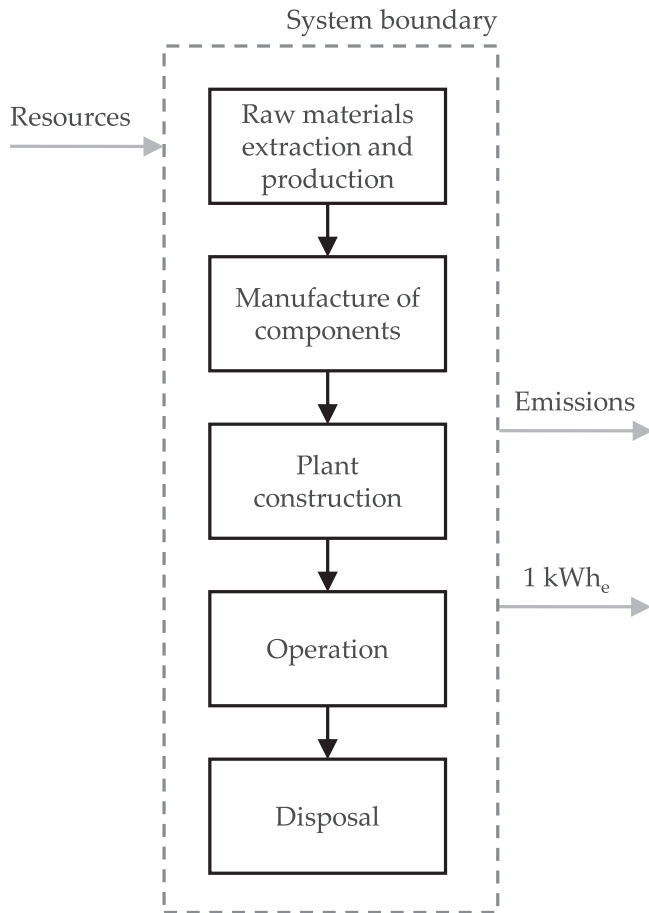 System boundary
Resources
Raw materials
extraction and
production
Manufacture of
components
Emissions
Plant
construction
1 kWhₑ
Operation
Disposal